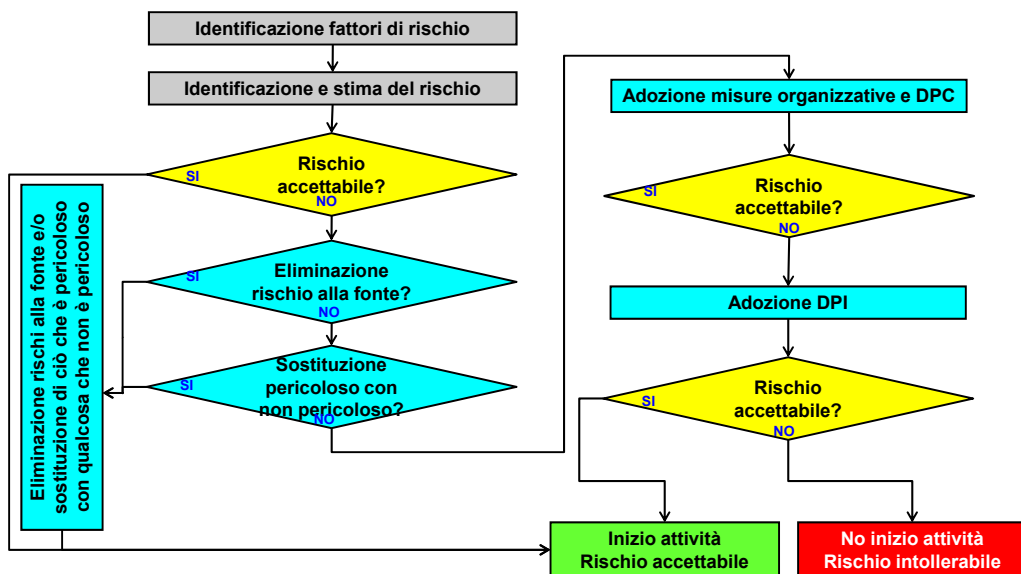 Identificazione fattori di rischio
Identificazione e stima del rischio
Rischio
accettabile?
SI
NO
Eliminazione
rischio alla fonte?
SI
NO
Sostituzione
pericoloso con
non pericoloso?
SI
NO
Eliminazione rischi alla fonte e/o
sostituzione di ciò che è pericoloso
con qualcosa che non è pericoloso
Adozione misure organizzative e DPC
Rischio
accettabile?
SI
NO
Adozione DPI
Rischio
accettabile?
SI
NO
Inizio attività
Rischio accettabile
No inizio attività
Rischio intollerabile